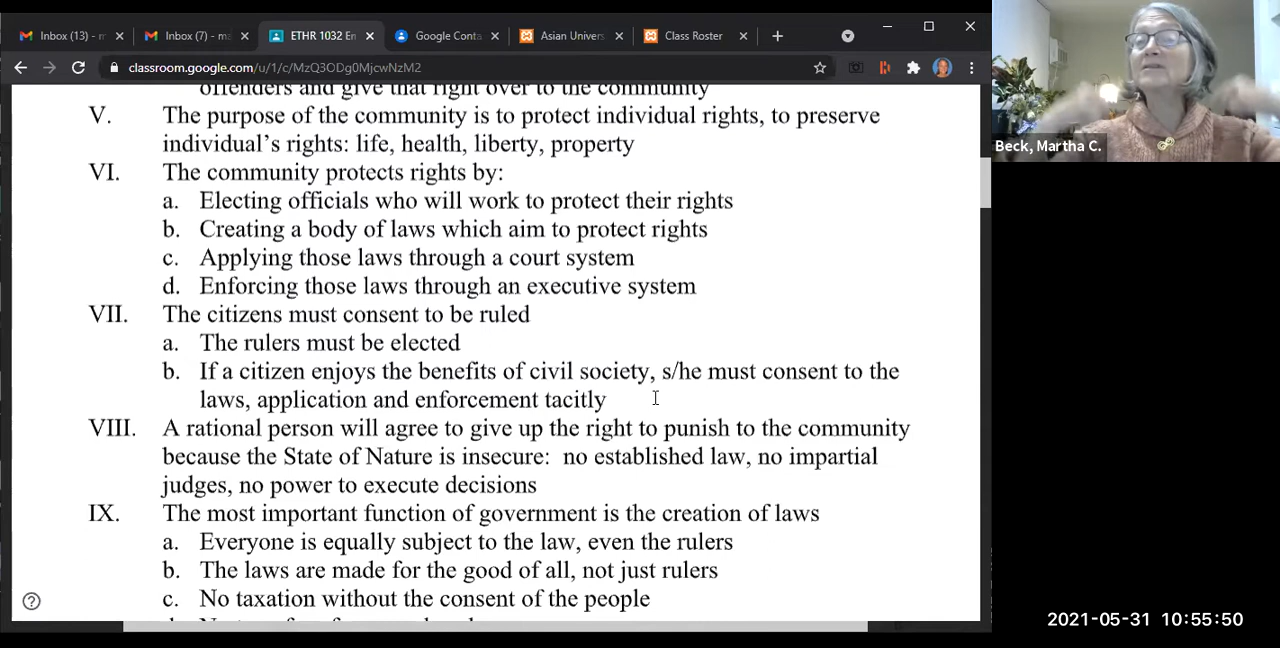 Inbox (13) - m
Inbox (7) - ma
ETHR 1032 En
Google Conta
Asian Univers
Class Roster
classroom.google.com/u/1/c/MzQ3ODg0MjcwNzM2
Beck, Martha C.
offenders and give that right over to the community
V. The purpose of the community is to protect individual rights, to preserve
individual's rights: life, health, liberty, property
VI. The community protects rights by:
a. Electing officials who will work to protect their rights
b. Creating a body of laws which aim to protect rights
c. Applying those laws through a court system
d. Enforcing those laws through an executive system
VII. The citizens must consent to be ruled
a. The rulers must be elected
b. If a citizen enjoys the benefits of civil society, s/he must consent to the
laws, application and enforcement tacitly
VIII. A rational person will agree to give up the right to punish to the community
because the State of Nature is insecure: no established law, no impartial
judges, no power to execute decisions
IX. The most important function of government is the creation of laws
a. Everyone is equally subject to the law, even the rulers
b. The laws are made for the good of all, not just rulers
c. No taxation without the consent of the people
2021-05-31 10:55:50